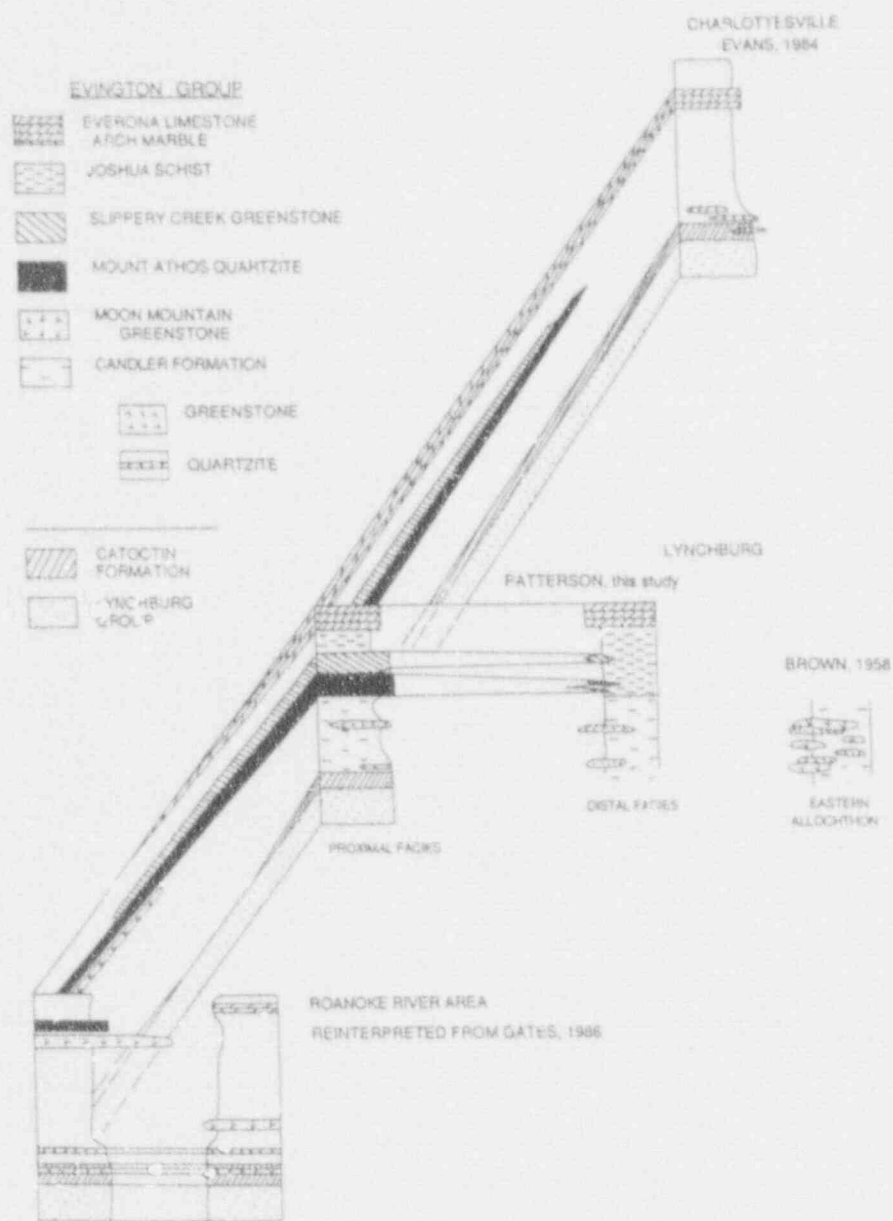 CHARLOTTESVILLE
EVANS, 1984
EVINGTON GROUP
EVERONA LIMESTONE
ARCH MARBLE
JOSHUA SCHIST
SLIPPERY CREEK GREENSTONE
MOUNT ATHOS QUARTZITE
MOON MOUNTAIN
GREENSTONE
CANDLER FORMATION
GREENSTONE
QUARTZITE
CATOCTIN
FORMATION
LYNCHBURG
GROUP
LYNCHBURG
PATTERSON, this study
BROWN, 1958
PROXIMAL FACIES
DISTAL FACIES
EASTERN
ALLOCHTHON
ROANOKE RIVER AREA
REINTERPRETED FROM GATES, 1986